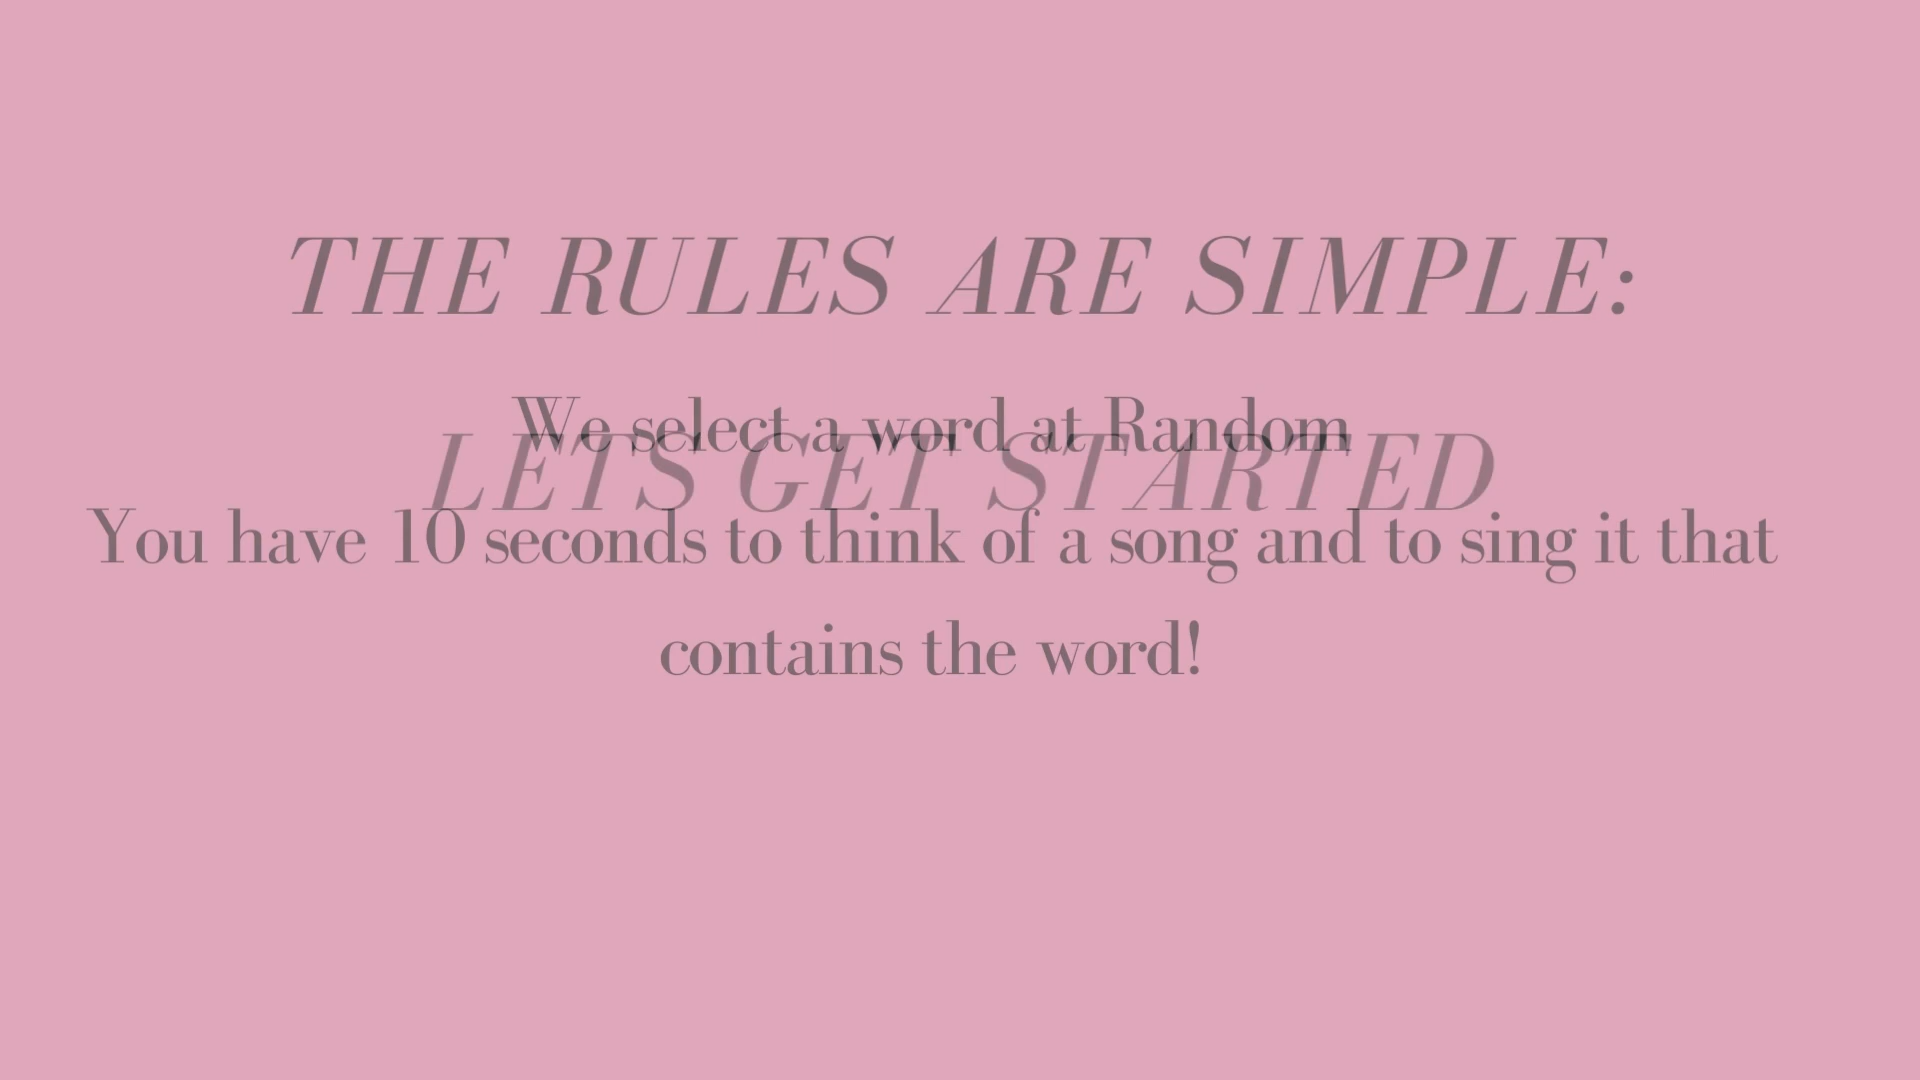 THE RULES ARE SIMPLE:
We select a word at Random
LETS GET STARTED
You have 10 seconds to think of a song and to sing it that
contains the word!